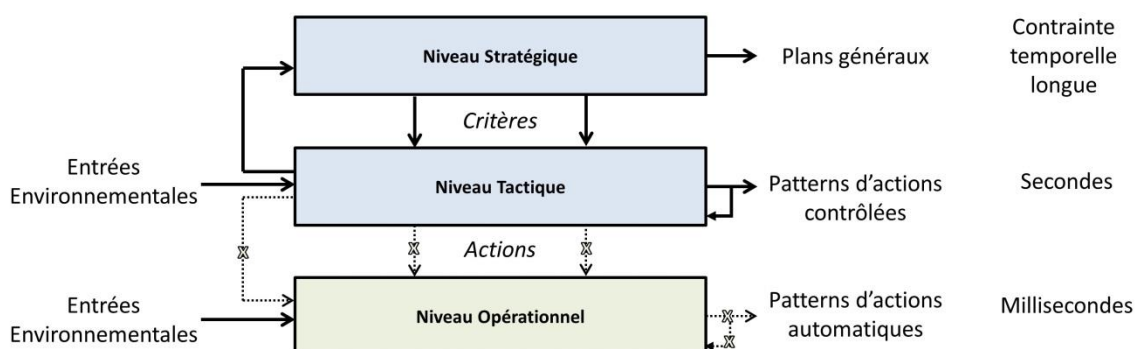 Niveau Stratégique
Plans généraux
Contrainte
temporelle
longue
Critères
Entrées
Environnementales
Niveau Tactique
Patterns d'actions
contrôlées
Secondes
X
X
X
Actions
Entrées
Environnementales
Niveau Opérationnel
X
X
Patterns d'actions
automatiques
Millisecondes